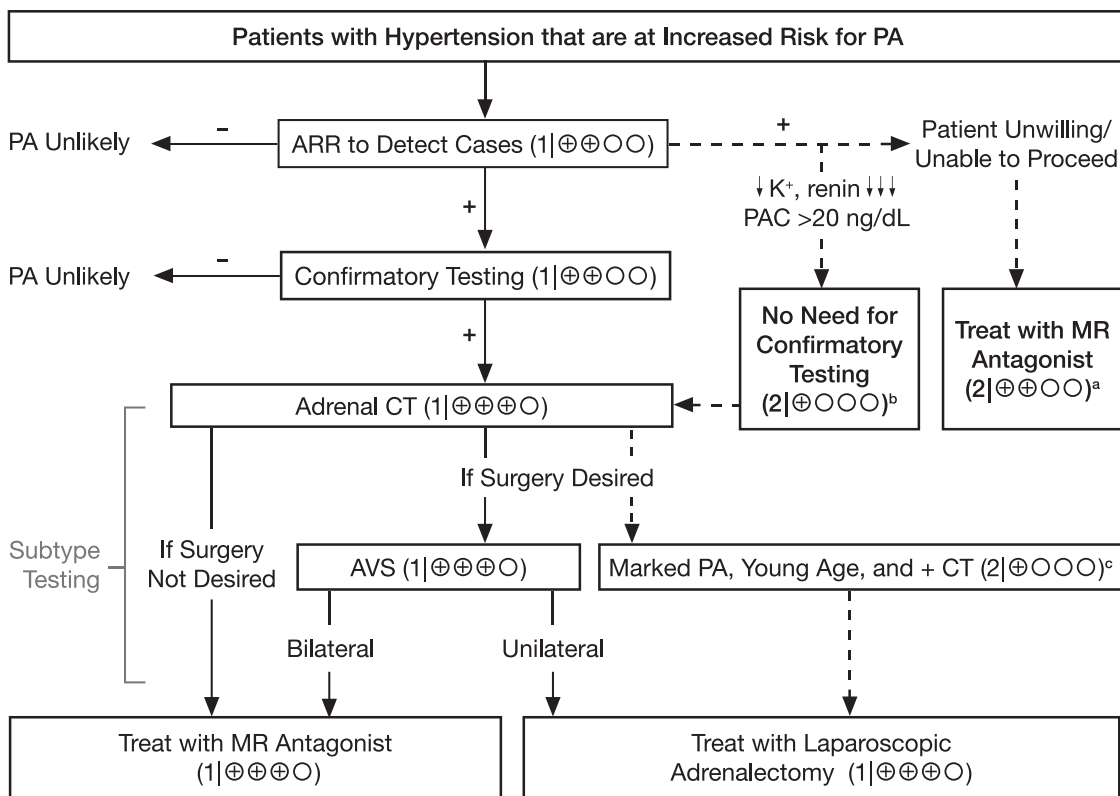 Patients with Hypertension that are at Increased Risk for PA
PA Unlikely
–
ARR to Detect Cases (1|⊕⊕○○)
+
Patient Unwilling/
Unable to Proceed
↓K⁺, renin ↓↓↓
PAC >20 ng/dL
+
PA Unlikely
–
Confirmatory Testing (1|⊕⊕○○)
No Need for
Confirmatory
Testing
(2|⊕○○○)ᵇ
Treat with MR
Antagonist
(2|⊕⊕○○)ᵃ
+
Adrenal CT (1|⊕⊕⊕○)
If Surgery Desired
Subtype
Testing
If Surgery
Not Desired
AVS (1|⊕⊕⊕○)
Marked PA, Young Age, and + CT (2|⊕○○○)ᶜ
Bilateral
Unilateral
Treat with MR Antagonist
(1|⊕⊕⊕○)
Treat with Laparoscopic
Adrenalectomy (1|⊕⊕⊕○)